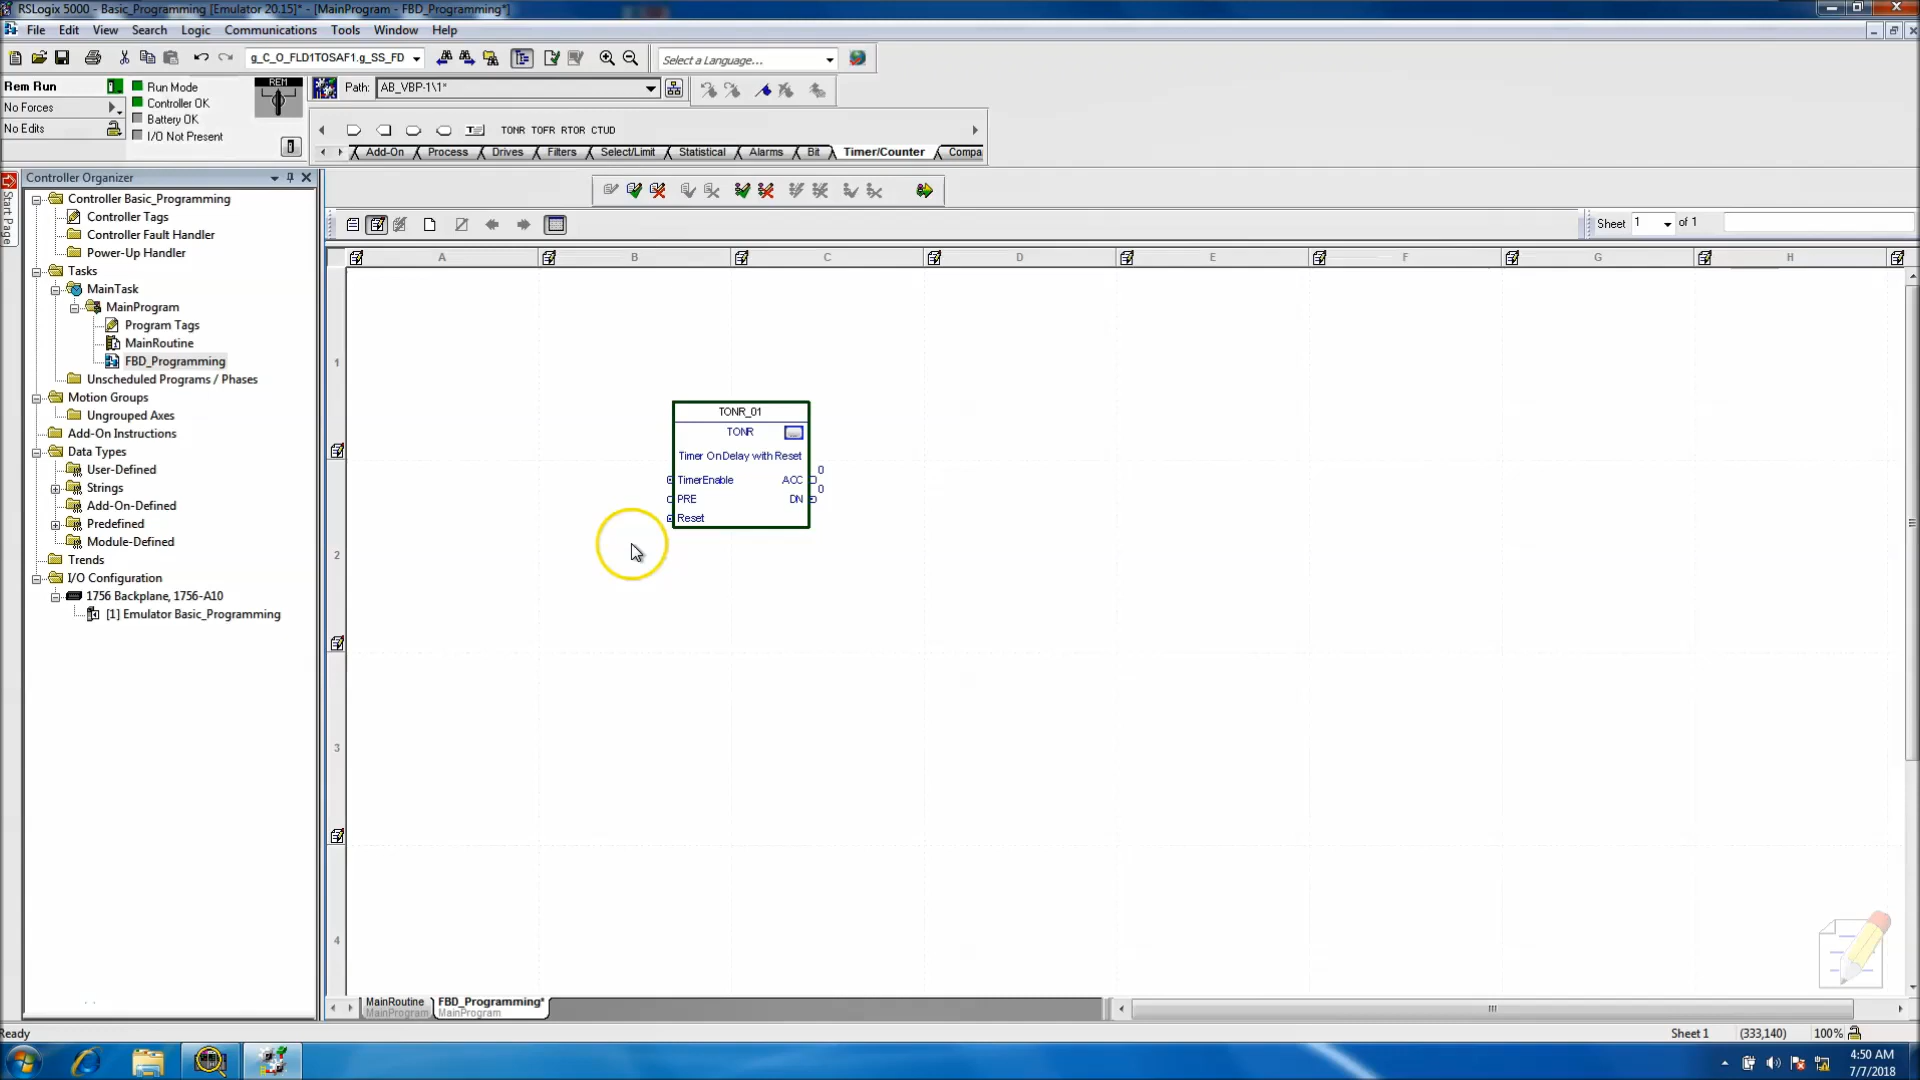 RSLogix 5000 - Basic_Programming [Emulator 20.15]* - [MainProgram - FBD_Programming*]
File Edit View Search Logic Communications Tools Window Help
g_C_O_FLD1TOSAF1.g_SS_FD
Select a Language...
Rem Run
No Forces
No Edits
Run Mode
Controller OK
Battery OK
I/O Not Present
REM
Path: AB_VBP-1\1*
TONR TOFR RTOR CTUD
Add-On Process Drives Filters Select/Limit Statistical Alarms Bit Timer/Counter Compa
Start Page
Controller Organizer
Controller Basic_Programming
Controller Tags
Controller Fault Handler
Power-Up Handler
Tasks
MainTask
MainProgram
Program Tags
MainRoutine
FBD_Programming
Unscheduled Programs / Phases
Motion Groups
Ungrouped Axes
Add-On Instructions
Data Types
User-Defined
Strings
Add-On-Defined
Predefined
Module-Defined
Trends
I/O Configuration
1756 Backplane, 1756-A10
[1] Emulator Basic_Programming
Sheet 1 of 1
A B C D E F G H
1
2
3
4
TONR_01
TONR ...
Timer OnDelay with Reset
0
TimerEnable ACC
0
PRE DN
Reset
MainRoutine
MainProgram
FBD_Programming*
MainProgram
Ready
Sheet 1 (333,140) 100%
4:50 AM
7/7/2018